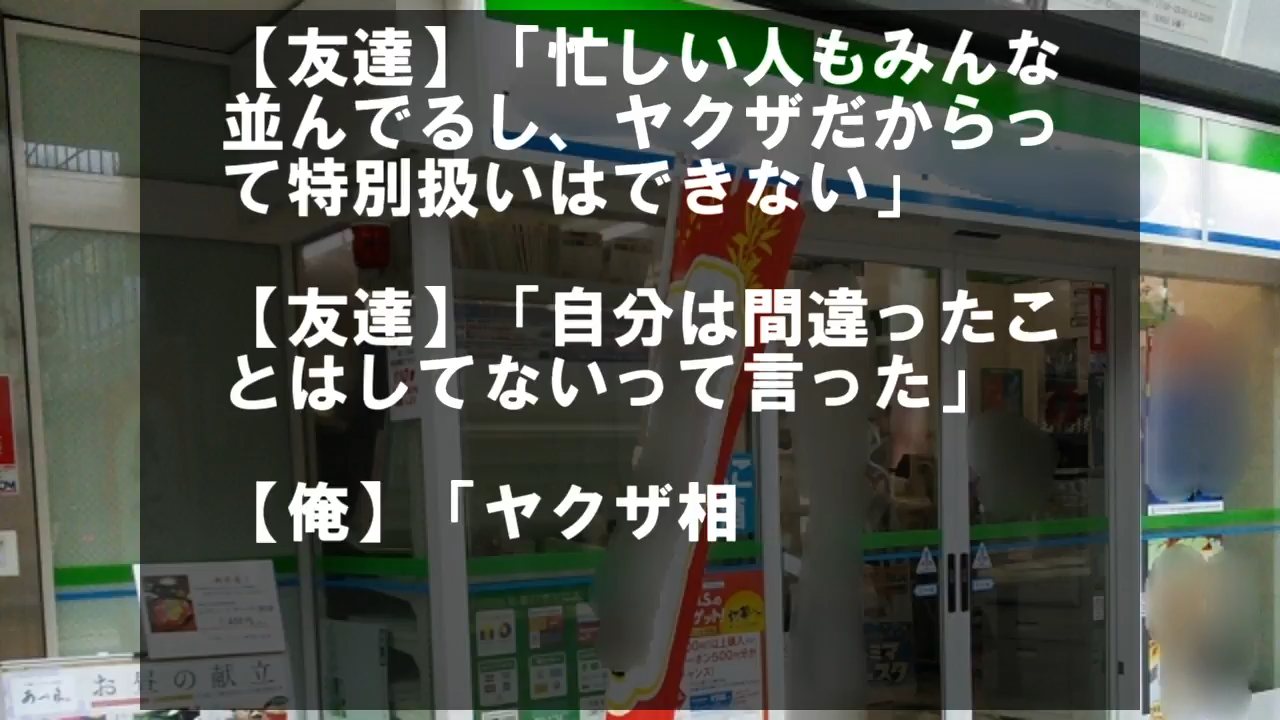 【友達】「忙しい人もみんな
並んでるし、ヤクザだからっ
て特別扱いはできない」
【友達】「自分は間違ったこ
とはしてないって言った」
【俺】「ヤクザ相
お昼の献立